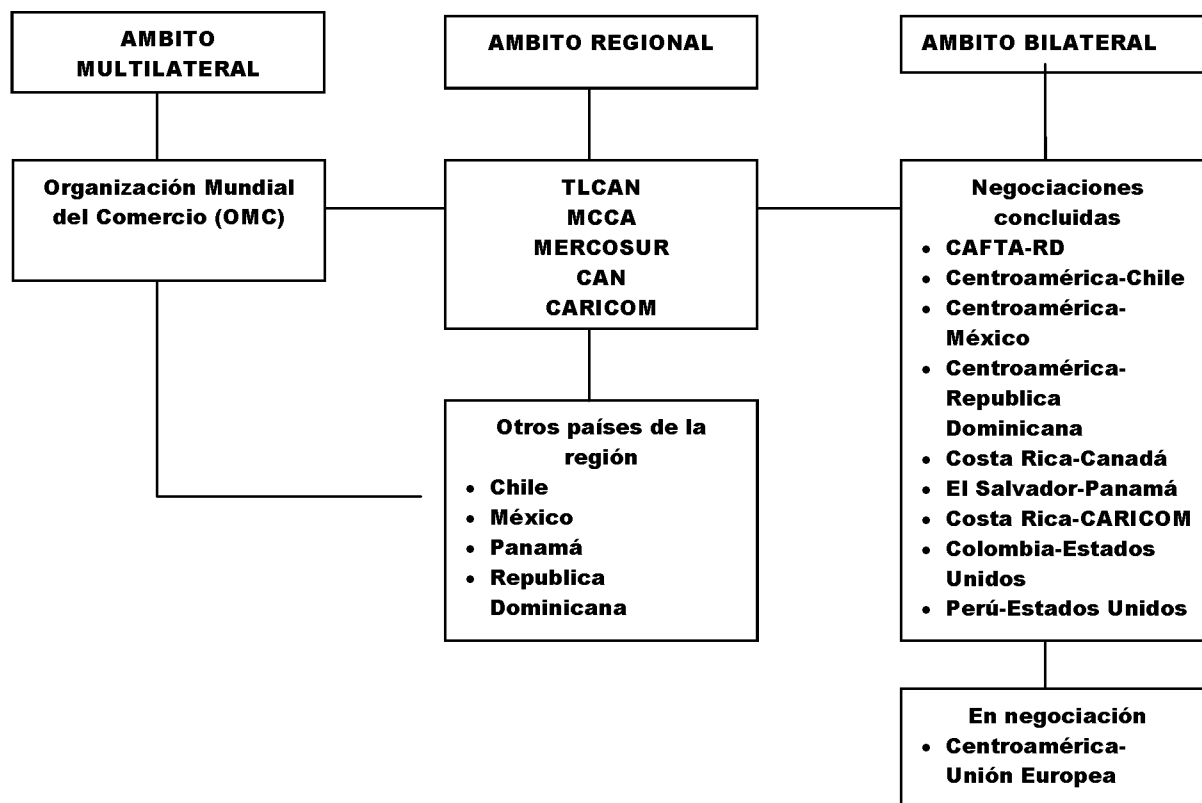 AMBITO
MULTILATERAL
AMBITO REGIONAL
AMBITO BILATERAL
Organización Mundial
del Comercio (OMC)
TLCAN
MCCA
MERCOSUR
CAN
CARICOM
Otros países de la
región
• Chile
• México
• Panamá
• Republica
Dominicana
Negociaciones
concluidas
• CAFTA-RD
• Centroamérica-Chile
• Centroamérica-
México
• Centroamérica-
Republica
Dominicana
• Costa Rica-Canadá
• El Salvador-Panamá
• Costa Rica-CARICOM
• Colombia-Estados
Unidos
• Perú-Estados Unidos
En negociación
• Centroamérica-
Unión Europea